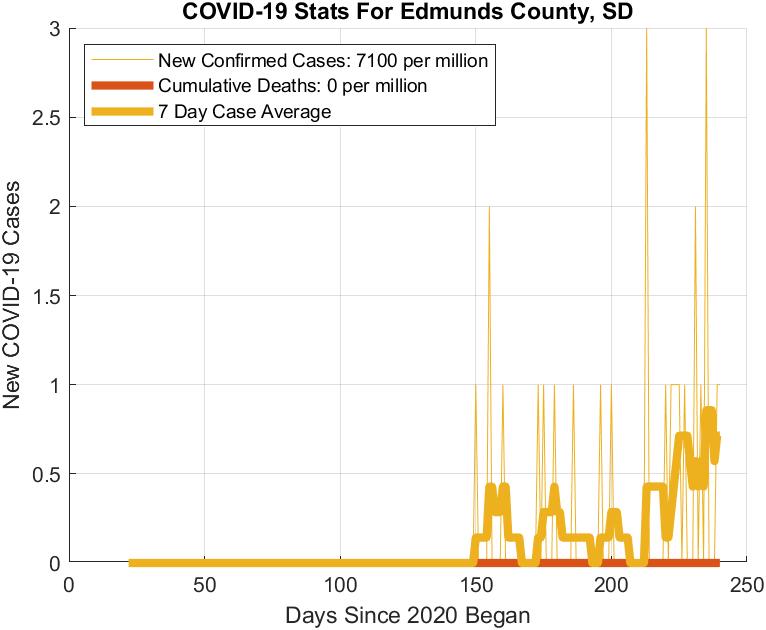 COVID-19 Stats For Edmunds County, SD
3
New Confirmed Cases: 7100 per million
Cumulative Deaths: 0 per million
7 Day Case Average
2.5
2
1.5
1
0.5
0
New COVID-19 Cases
0 50 100 150 200 250
Days Since 2020 Began